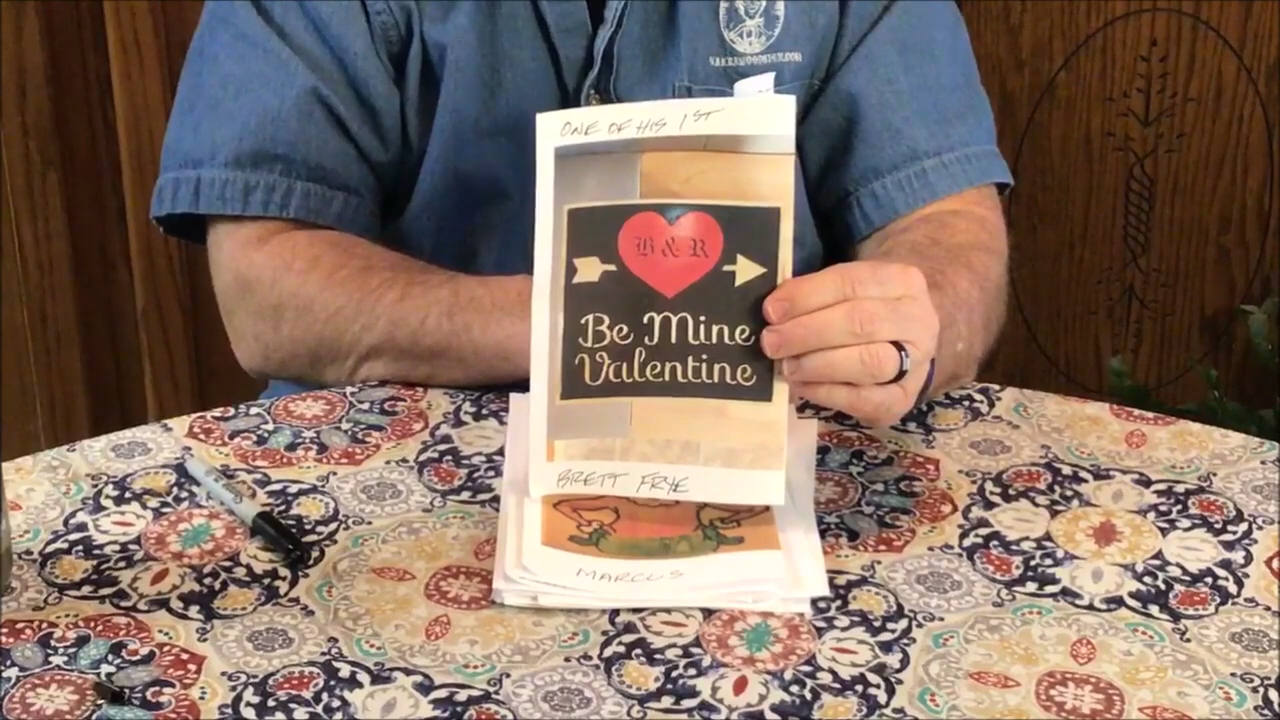 ONE OF HIS 1ST
B & R
Be Mine
Valentine
BRETT FRYE
MARCUS